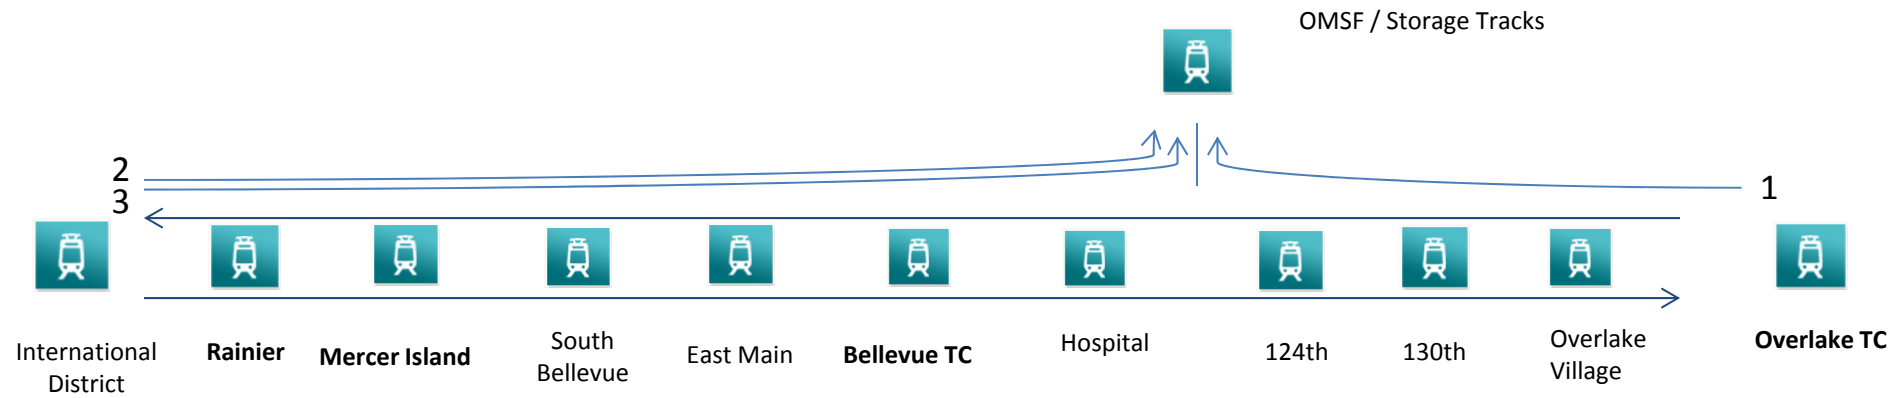 OMSF / Storage Tracks
2
3
1
International
District
Rainier
Mercer Island
South
Bellevue
East Main
Bellevue TC
Hospital
124th
130th
Overlake
Village
Overlake TC